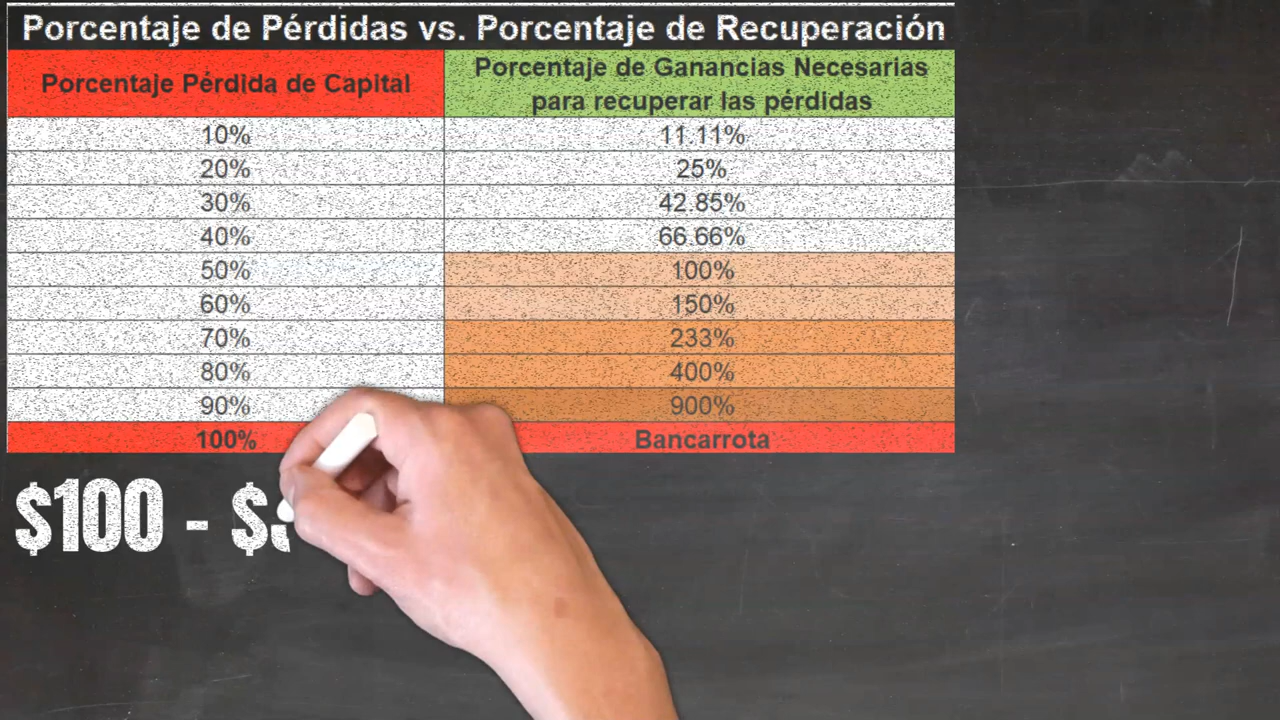 Porcentaje de Pérdidas vs. Porcentaje de Recuperación
Porcentaje Pérdida de Capital
Porcentaje de Ganancias Necesarias
para recuperar las pérdidas
10% 11.11%
20% 25%
30% 42.85%
40% 66.66%
50% 100%
60% 150%
70% 233%
80% 400%
90% 900%
100% Bancarrota
$100 - $